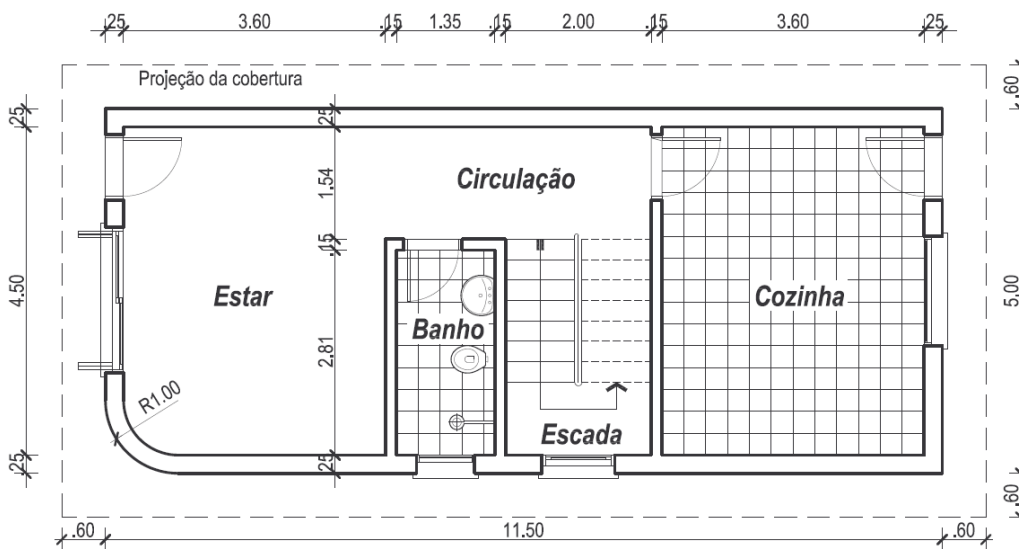 .25 3.60 .15 1.35 .15 2.00 .15 3.60 .25
Projeção da cobertura
.60
.25
.25
1.54
Circulação
.15
4.50
Estar
Banho
Cozinha
5.00
2.81
R1.00
Escada
.25
.25
.60
.60 11.50 .60